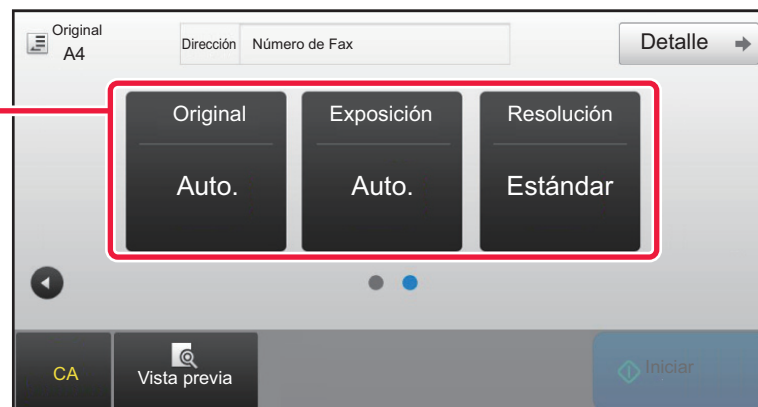 Original
A4
Dirección
Número de Fax
Detalle
Original
Exposición
Resolución
Auto.
Auto.
Estándar
CA
Vista previa
Iniciar